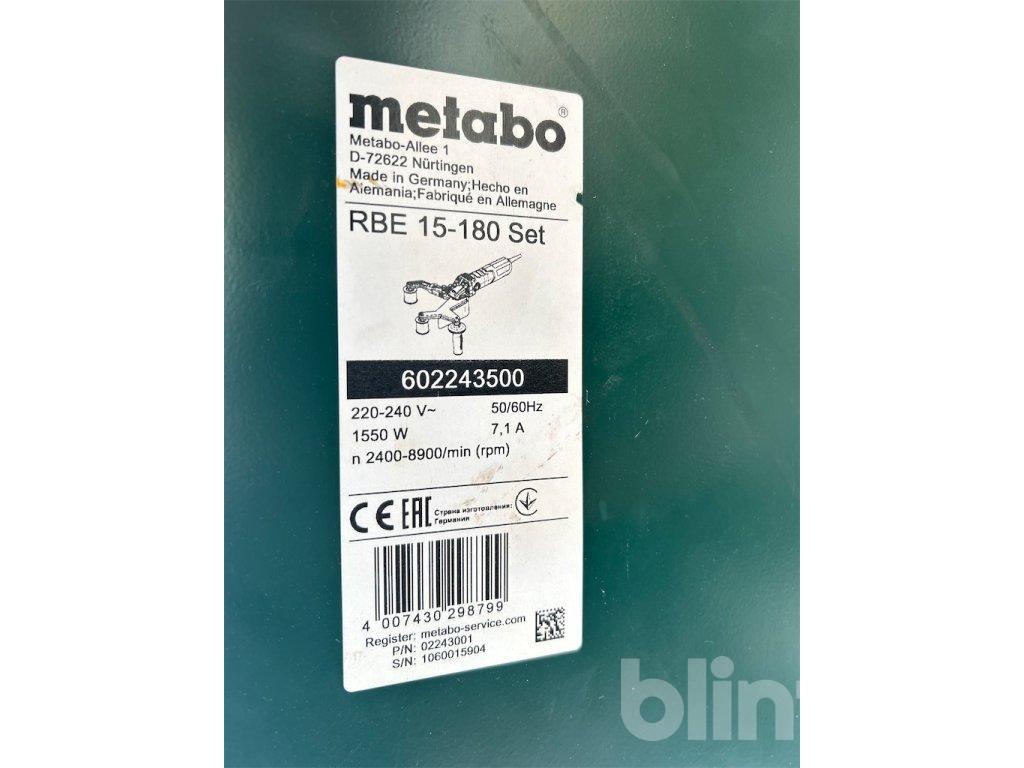 metabo®
Metabo-Allee 1
D-72622 Nürtingen
Made in Germany;Hecho en
Alemania;Fabriqué en Allemagne
RBE 15-180 Set
602243500
220-240 V~ 50/60Hz
1550 W 7,1 A
n 2400-8900/min (rpm)
CE EAC Страна изготовления:
Германия
4 007430 298799
Register: metabo-service.com
P/N: 02243001
S/N: 1060015904
blint